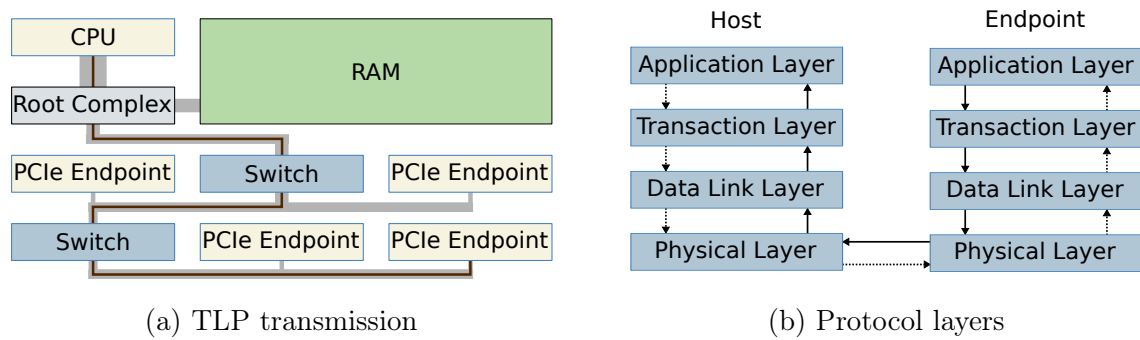 CPU
RAM
Root Complex
PCIe Endpoint
Switch
PCIe Endpoint
Switch
PCIe Endpoint
PCIe Endpoint
(a) TLP transmission
Host
Endpoint
Application Layer
Application Layer
Transaction Layer
Transaction Layer
Data Link Layer
Data Link Layer
Physical Layer
Physical Layer
(b) Protocol layers